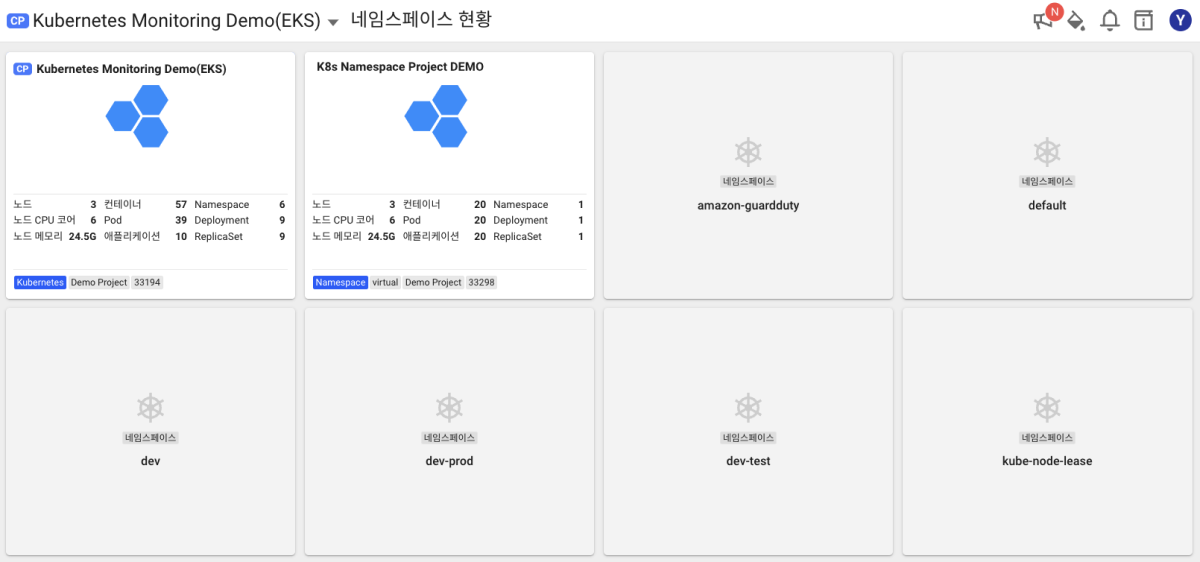 CP Kubernetes Monitoring Demo(EKS) 네임스페이스 현황 N Y
CP Kubernetes Monitoring Demo(EKS)
노드 3 컨테이너 57 Namespace 6
노드 CPU 코어 6 Pod 39 Deployment 9
노드 메모리 24.5G 애플리케이션 10 ReplicaSet 9
Kubernetes Demo Project 33194
K8s Namespace Project DEMO
노드 3 컨테이너 20 Namespace 1
노드 CPU 코어 6 Pod 20 Deployment 1
노드 메모리 24.5G 애플리케이션 20 ReplicaSet 1
Namespace virtual Demo Project 33298
네임스페이스
amazon-guardduty
네임스페이스
default
네임스페이스
dev
네임스페이스
dev-prod
네임스페이스
dev-test
네임스페이스
kube-node-lease